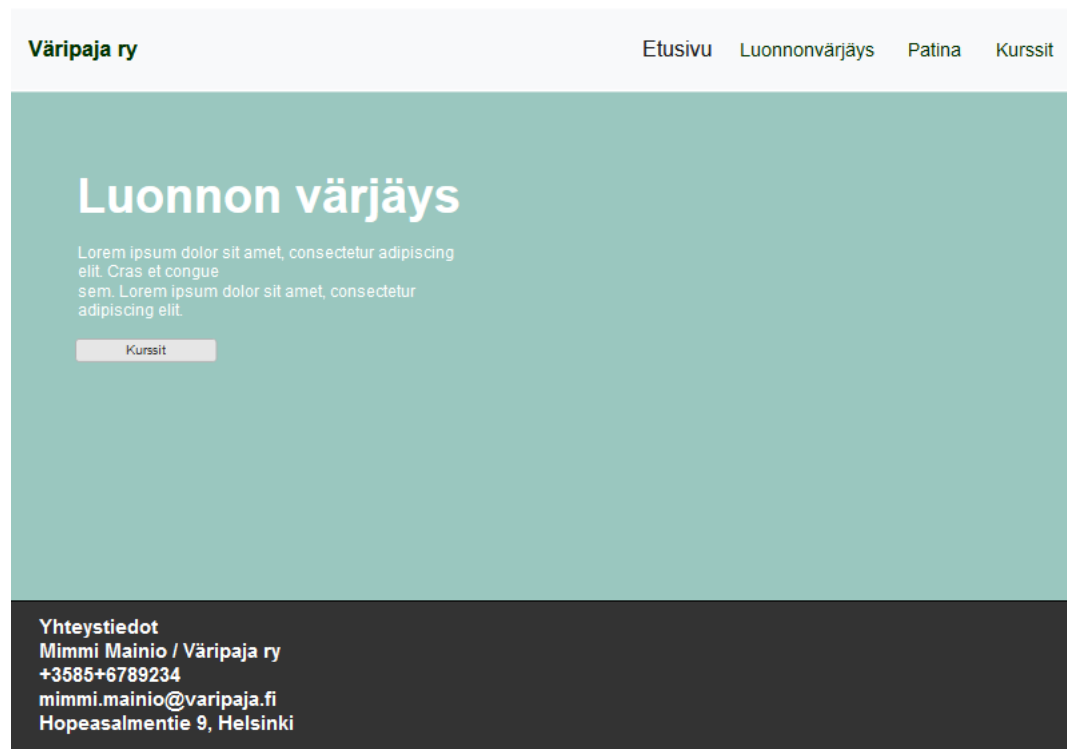 Väripaja ry
Etusivu Luonnonvärjäys Patina Kurssit
Luonnon värjäys
Lorem ipsum dolor sit amet, consectetur adipiscing
elit. Cras et congue
sem. Lorem ipsum dolor sit amet, consectetur
adipiscing elit.
Kurssit
Yhteystiedot
Mimmi Mainio / Väripaja ry
+3585+6789234
mimmi.mainio@varipaja.fi
Hopeasalmentie 9, Helsinki